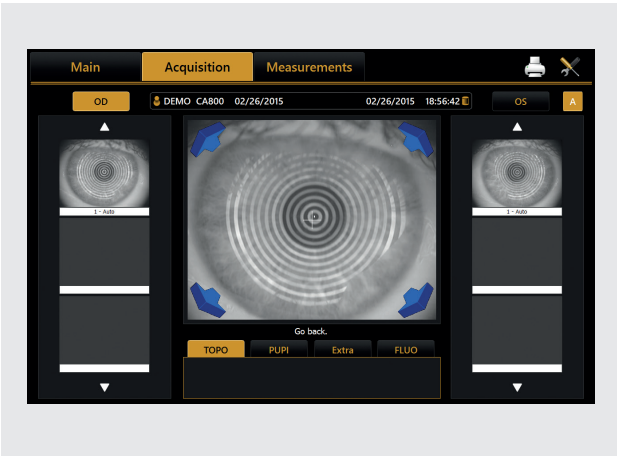 Main Acquisition Measurements
OD DEMO CA800 02/26/2015 02/26/2015 18:56:42 OS A
1 - Auto 1 - Auto
Go back.
TOPO PUPI Extra FLUO